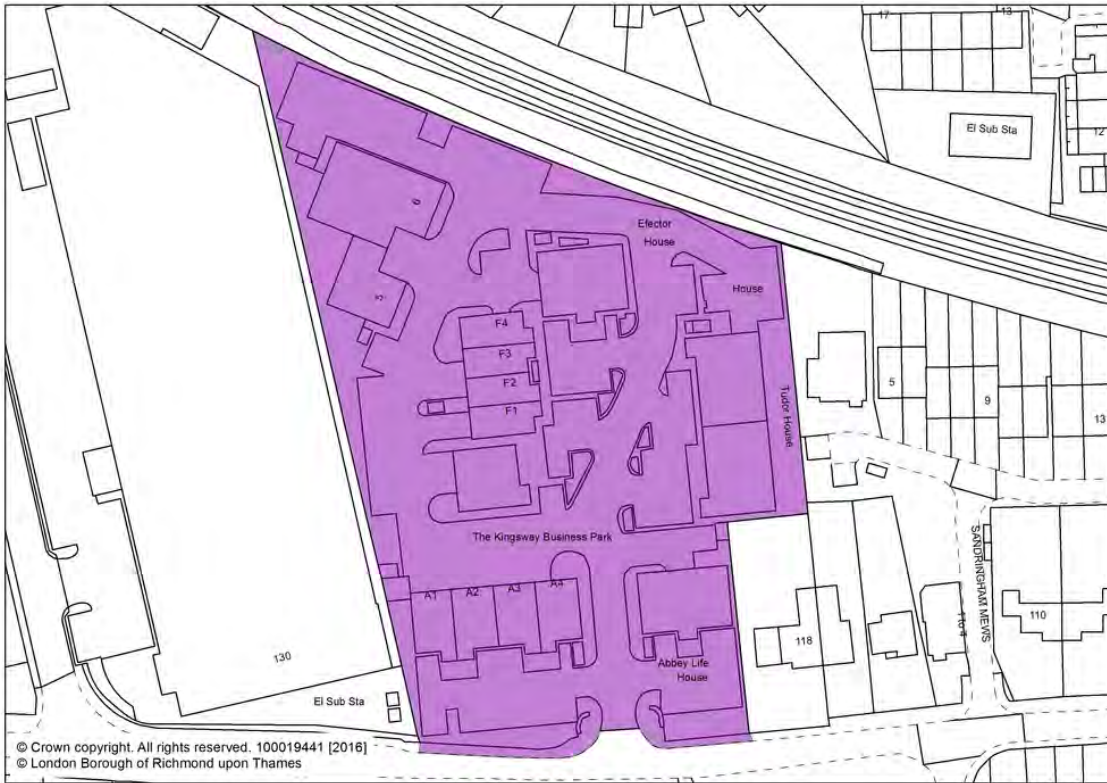 17
13
El Sub Sta
12
6
Efector
House
House
5
F4
F3
F2
F1
Tudor House
5
9
13
The Kingsway Business Park
SANDRINGHAM MEWS
A1
A2
A3
A4
118
110
130
Abbey Life
House
El Sub Sta
© Crown copyright. All rights reserved. 100019441 [2016]
© London Borough of Richmond upon Thames